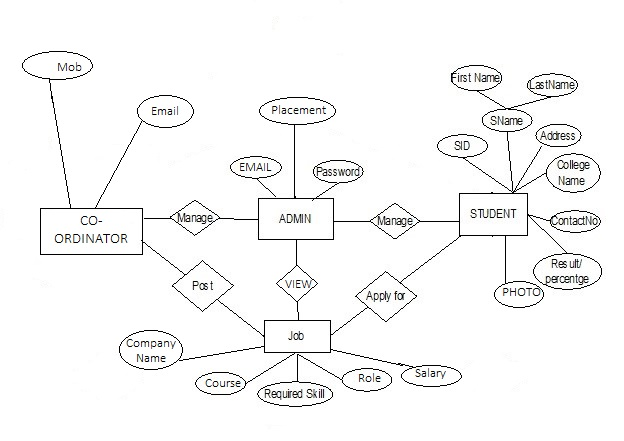 First Name
LastName
Mob
Email
Placement
SName
Address
SID
College
Name
EMAIL
Password
CO-
ORDINATOR
Manage
ADMIN
Manage
STUDENT
ContactNo
Result/
percentge
Post
VIEW
Apply for
PHOTO
Job
Company
Name
Course
Required Skill
Role
Salary